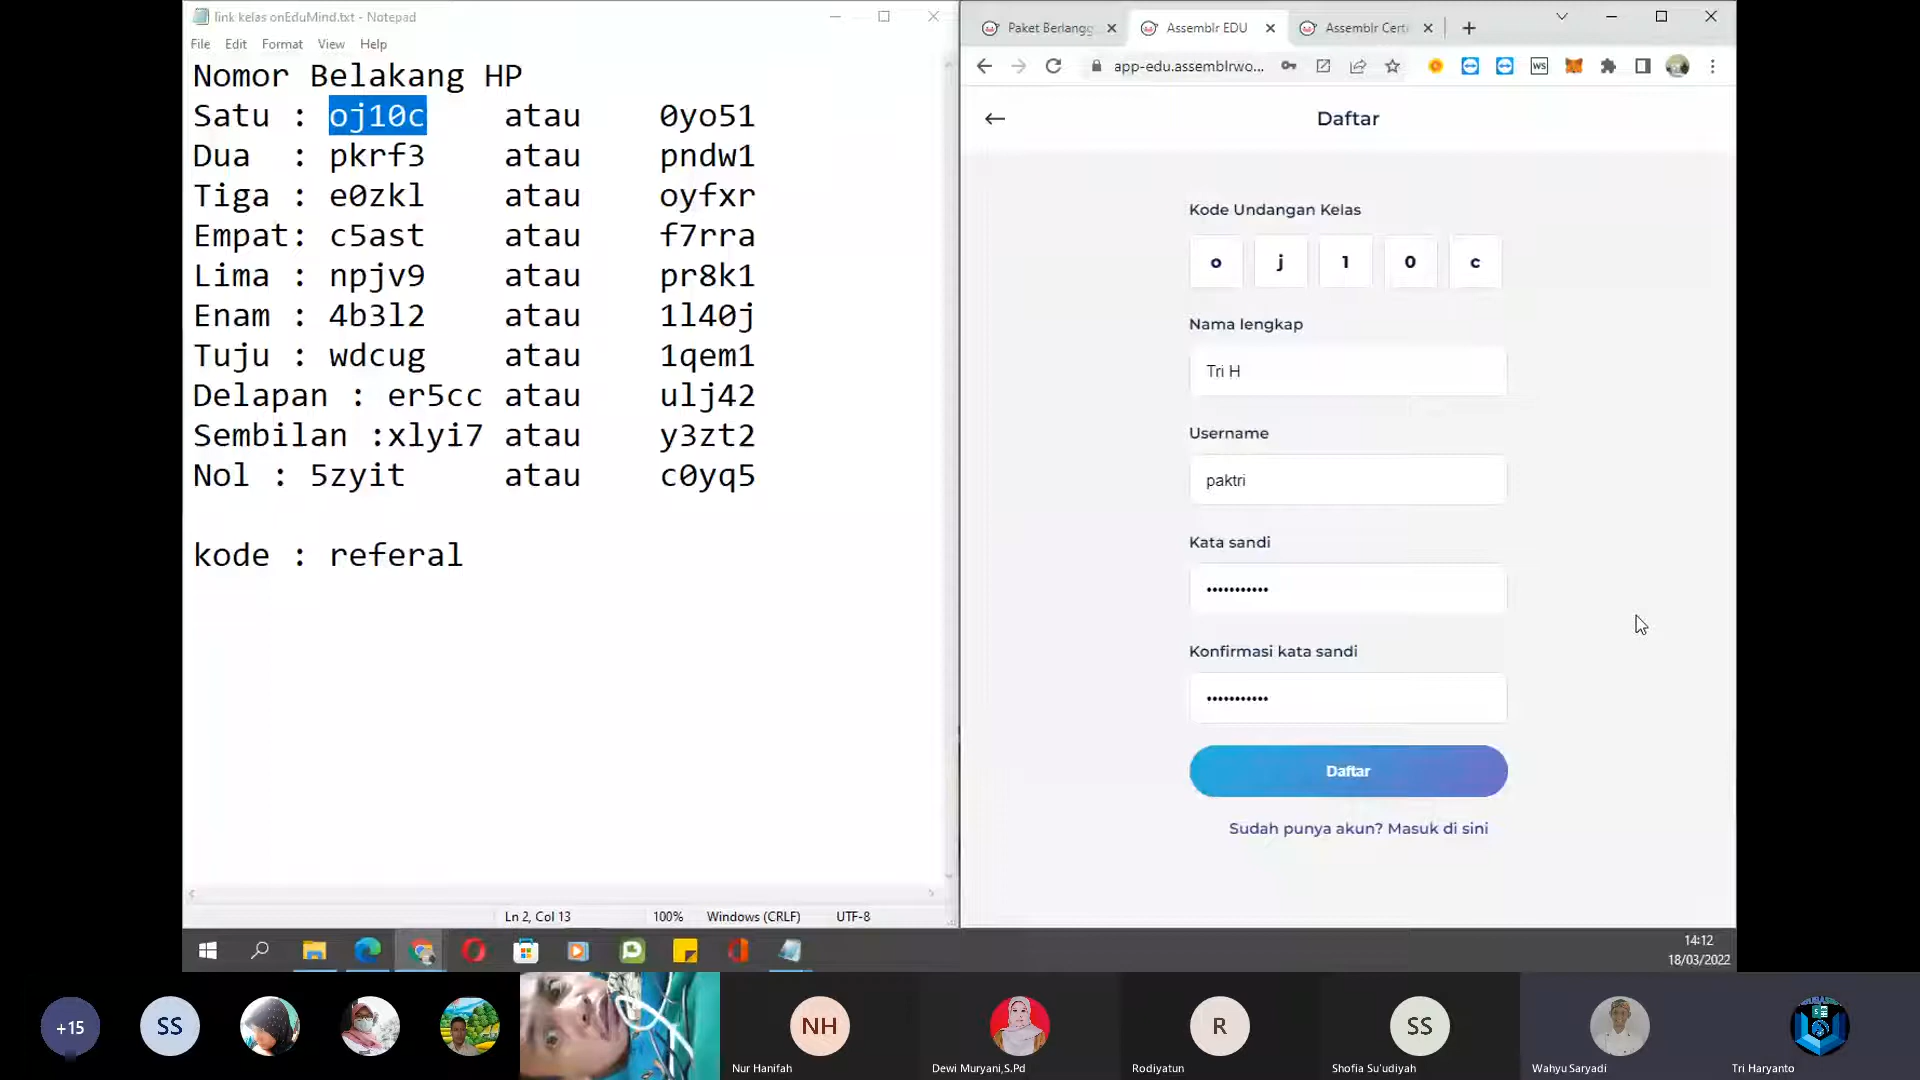 link kelas onEduMind.txt - Notepad
File Edit Format View Help
Nomor Belakang HP
Satu : oj10c atau 0yo51
Dua : pkrf3 atau pndw1
Tiga : e0zkl atau oyfxr
Empat: c5ast atau f7rra
Lima : npjv9 atau pr8k1
Enam : 4b3l2 atau 1l40j
Tuju : wdcug atau 1qem1
Delapan : er5cc atau ulj42
Sembilan :xlyi7 atau y3zt2
Nol : 5zyit atau c0yq5
kode : referal
Ln 2, Col 13 100% Windows (CRLF) UTF-8
Paket Berlangg Assemblr EDU Assemblr Certi
app-edu.assemblrwo...
WS
Daftar
Kode Undangan Kelas
o j 1 0 c
Nama lengkap
Tri H
Username
paktri
Kata sandi
Konfirmasi kata sandi
Daftar
Sudah punya akun? Masuk di sini
14:12
18/03/2022
+15 SS NH R SS
Nur Hanifah Dewi Muryani,S.Pd Rodiyatun Shofia Su'udiyah Wahyu Saryadi Tri Haryanto